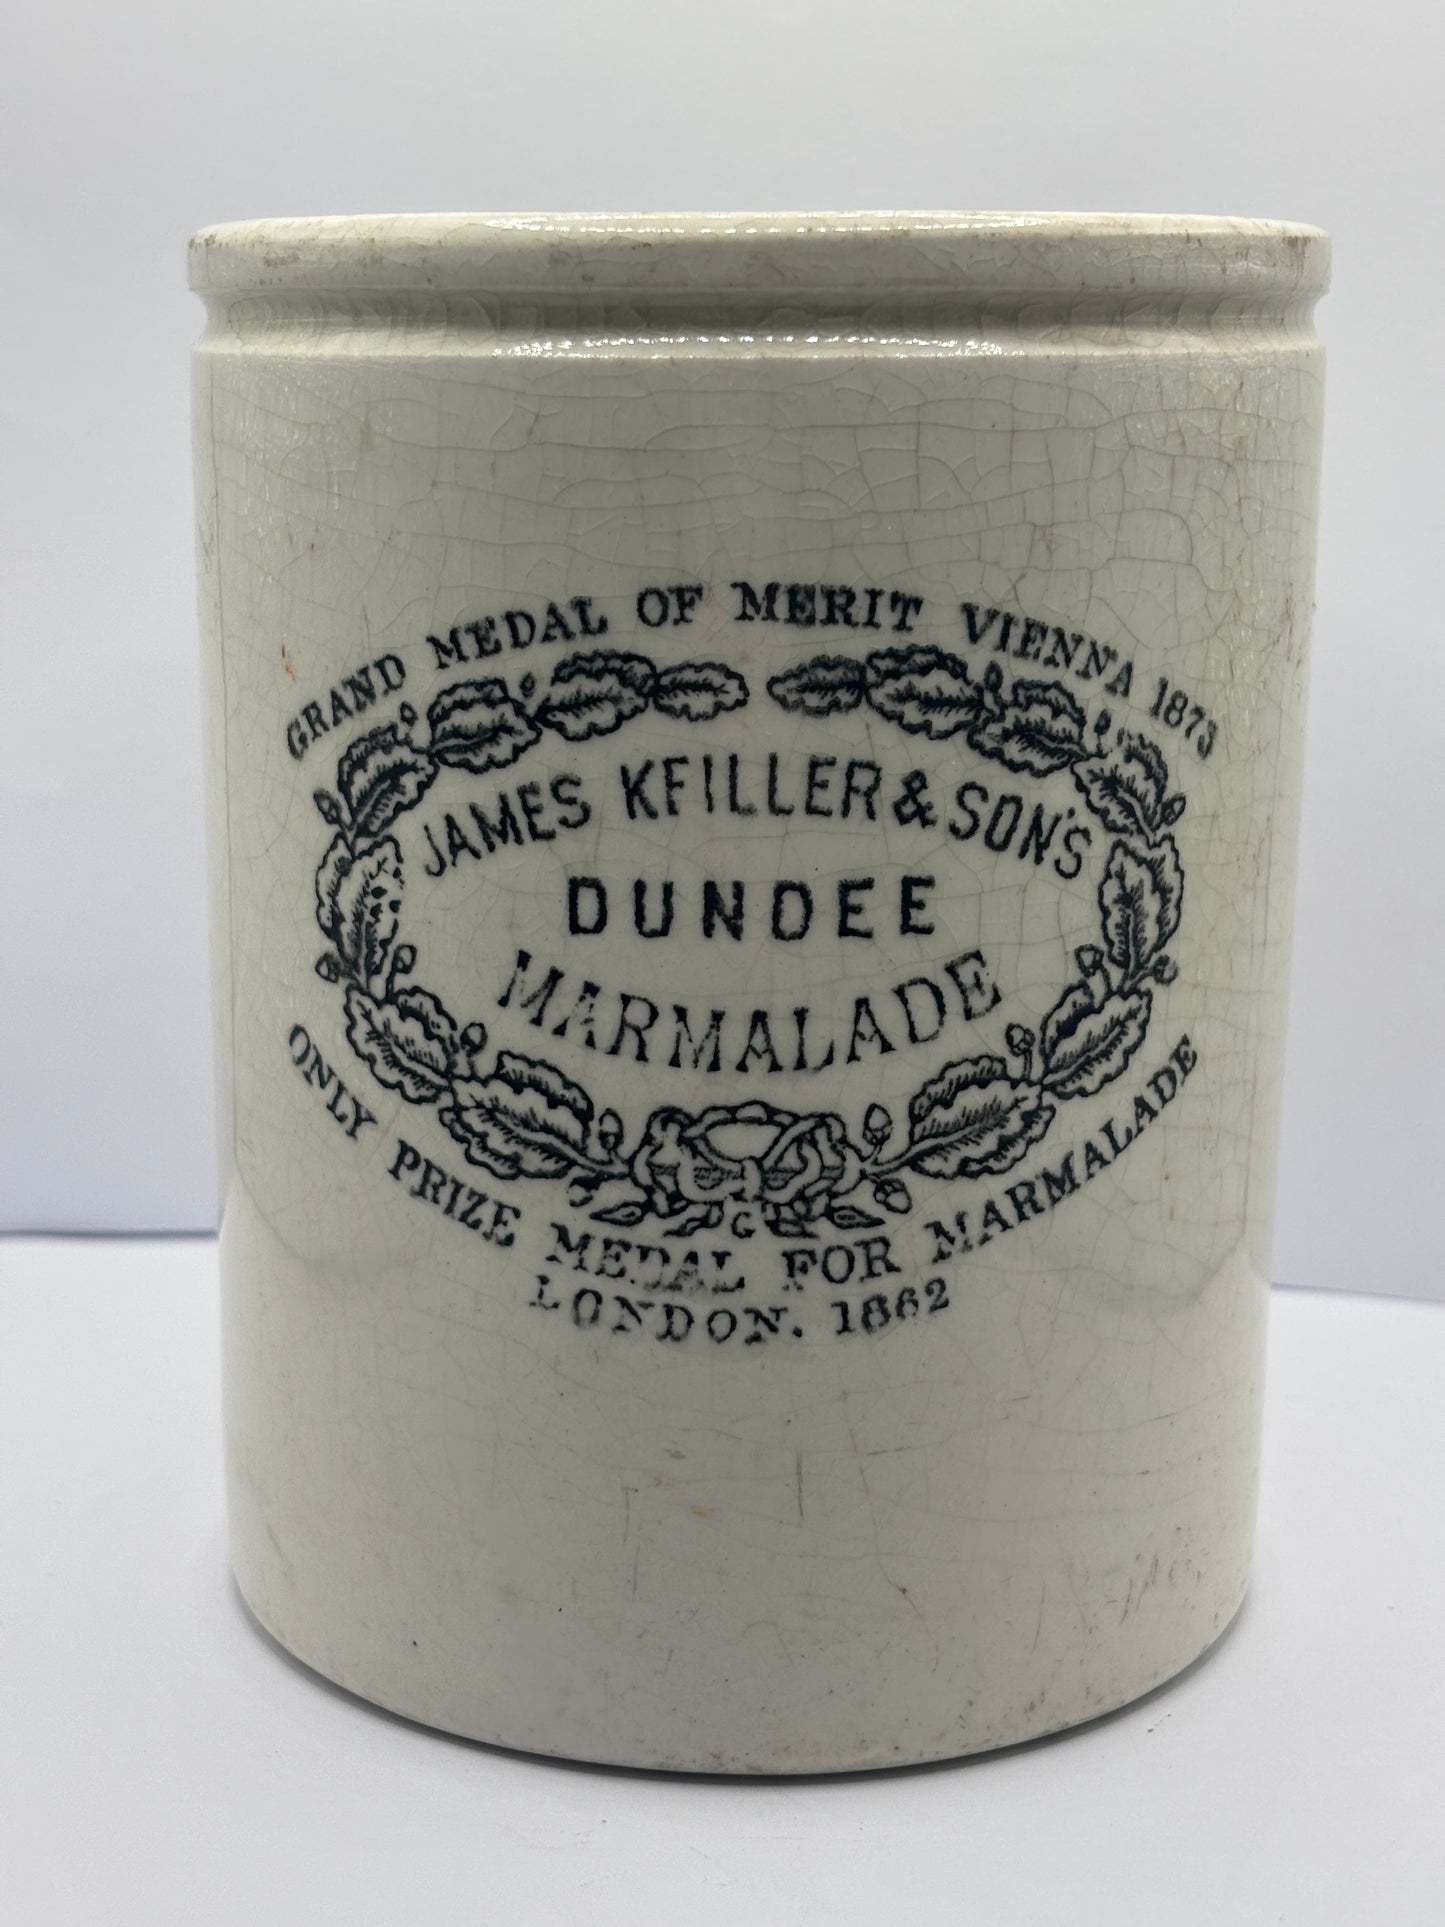 GRAND MEDAL OF MERIT VIENNA 1873
JAMES KEILLER & SON'S
DUNDEE
MARMALADE
G
ONLY PRIZE MEDAL FOR MARMALADE
LONDON. 1862